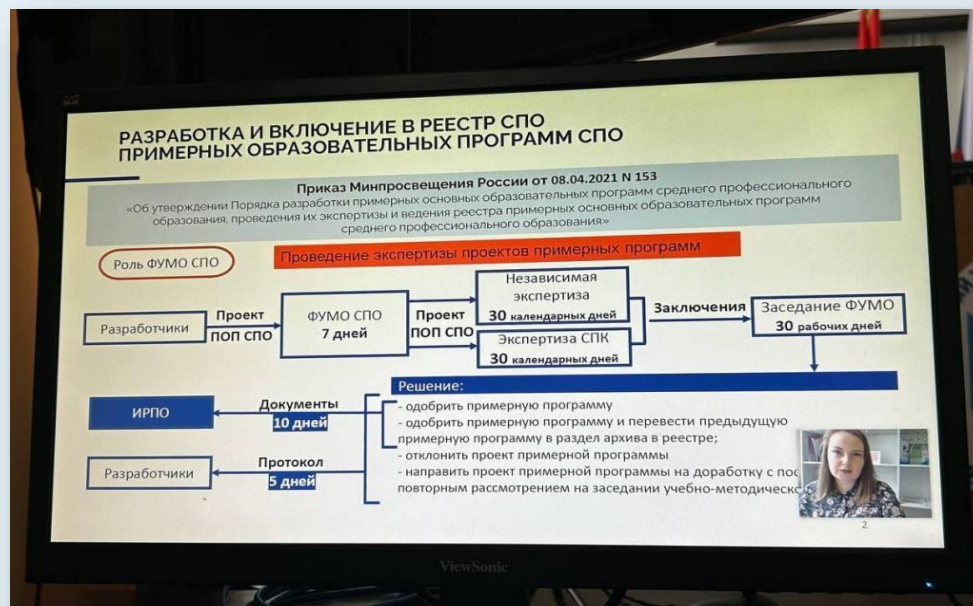 РАЗРАБОТКА И ВКЛЮЧЕНИЕ В РЕЕСТР СПО
ПРИМЕРНЫХ ОБРАЗОВАТЕЛЬНЫХ ПРОГРАММ СПО
Приказ Минпросвещения России от 08.04.2021 N 153
«Об утверждении Порядка разработки примерных основных образовательных программ среднего профессионального
образования, проведения их экспертизы и ведения реестра примерных основных образовательных программ
среднего профессионального образования»
Роль ФУМО СПО
Проведение экспертизы проектов примерных программ
Разработчики
Проект
ПОП СПО
ФУМО СПО
7 дней
Проект
ПОП СПО
Независимая
экспертиза
30 календарных дней
Экспертиза СПК
30 календарных дней
Заключения
Заседание ФУМО
30 рабочих дней
Решение:
- одобрить примерную программу
- одобрить примерную программу и перевести предыдущую
примерную программу в раздел архива в реестре;
- отклонить проект примерной программы
- направить проект примерной программы на доработку с
повторным рассмотрением на заседании
ИРПО
Документы
10 дней
Разработчики
Протокол
5 дней
2
ViewSonic